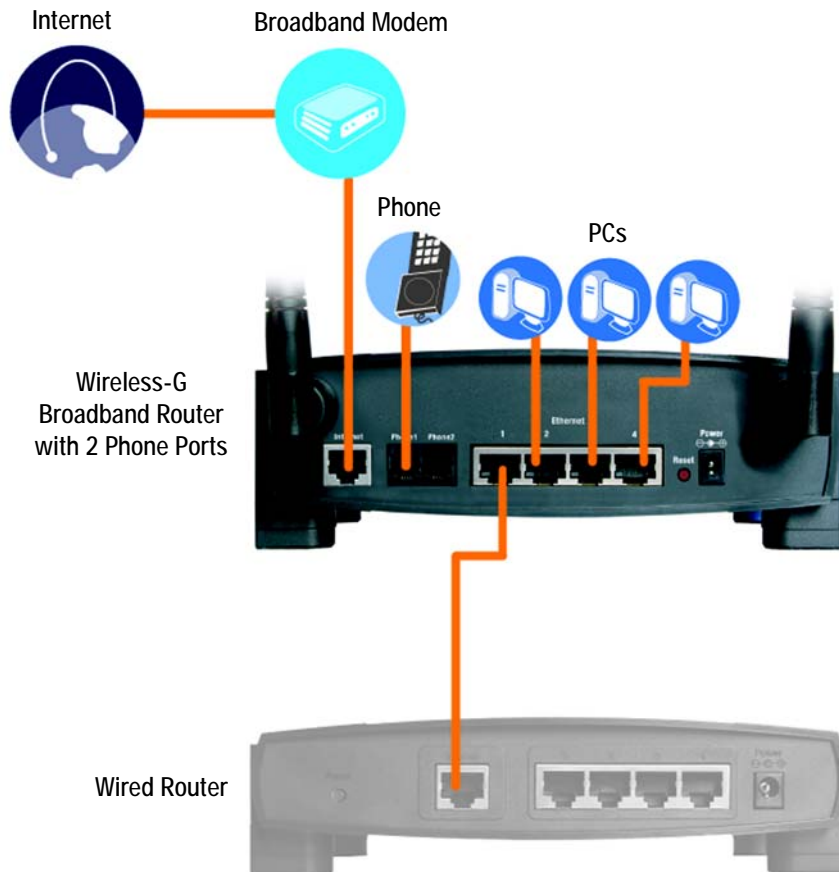 Internet
Broadband Modem
Phone
PCs
Wireless-G
Broadband Router
with 2 Phone Ports
Internet
Phone1 Phone2
Ethernet
1 2 4
Power
Reset
Wired Router
Power